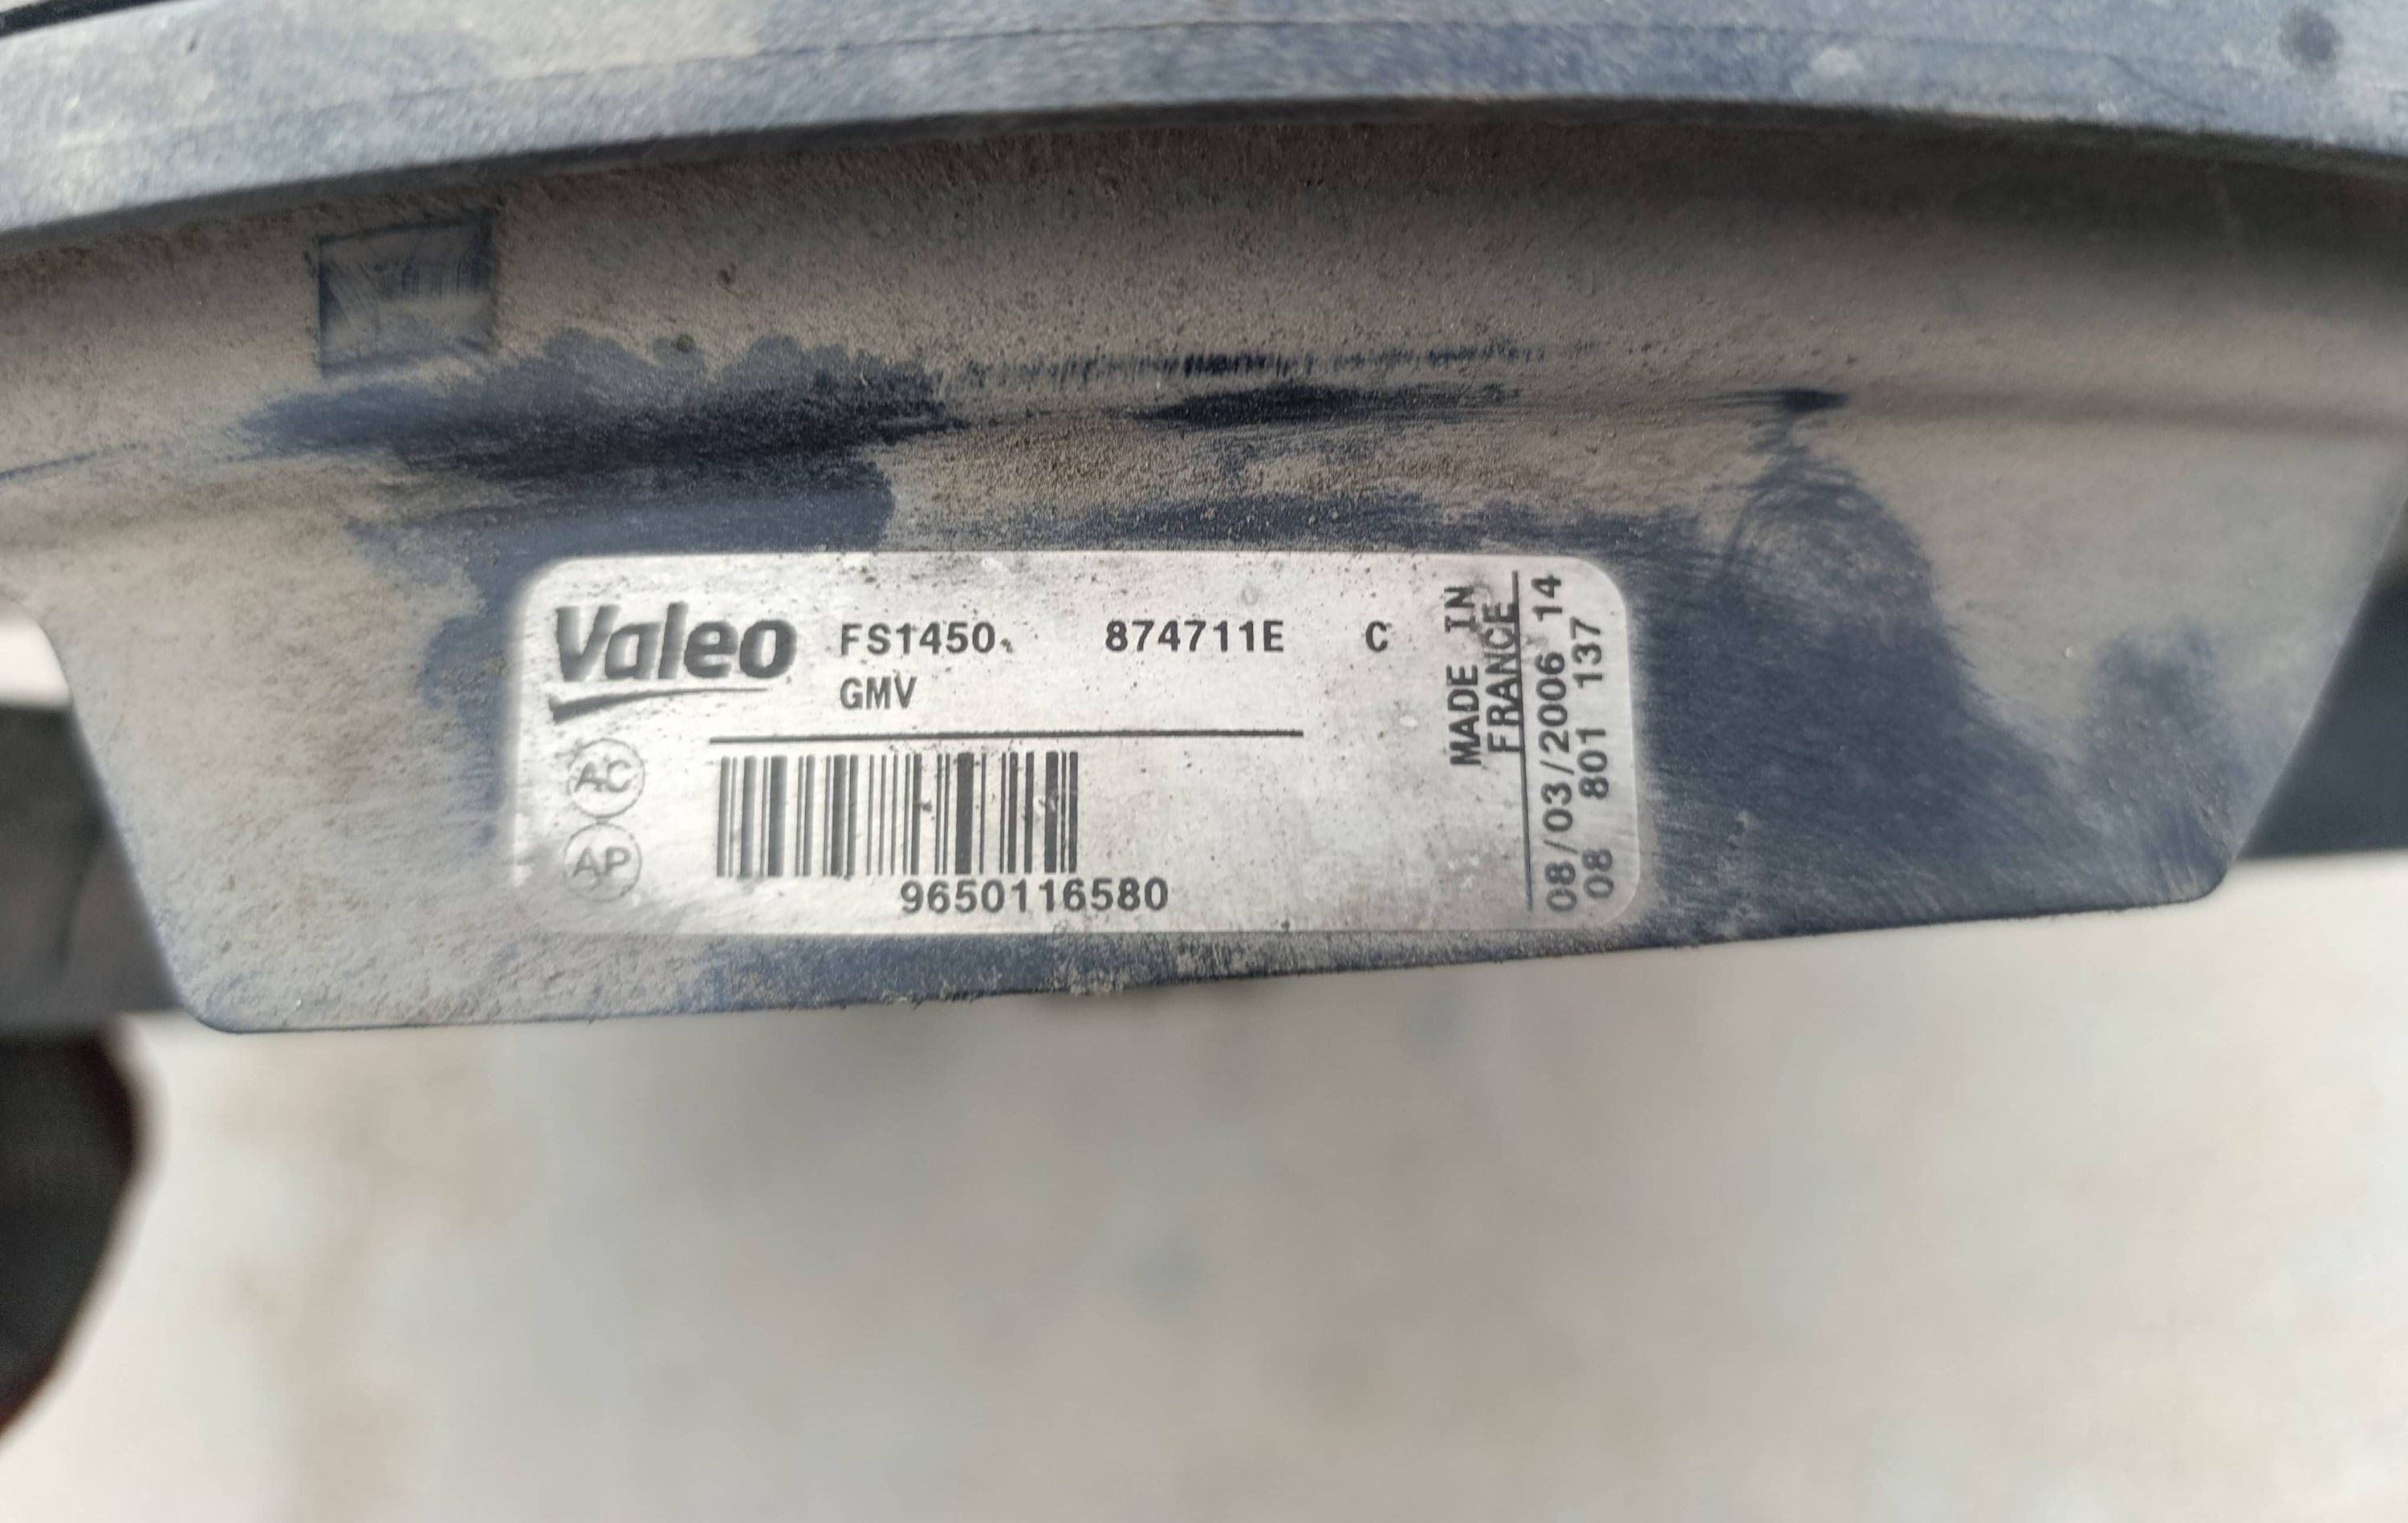 Valeo FS1450 874711E C
GMV
AC
AP
9650116580
MADE IN
FRANCE
08/03/2006 14
08 801 137